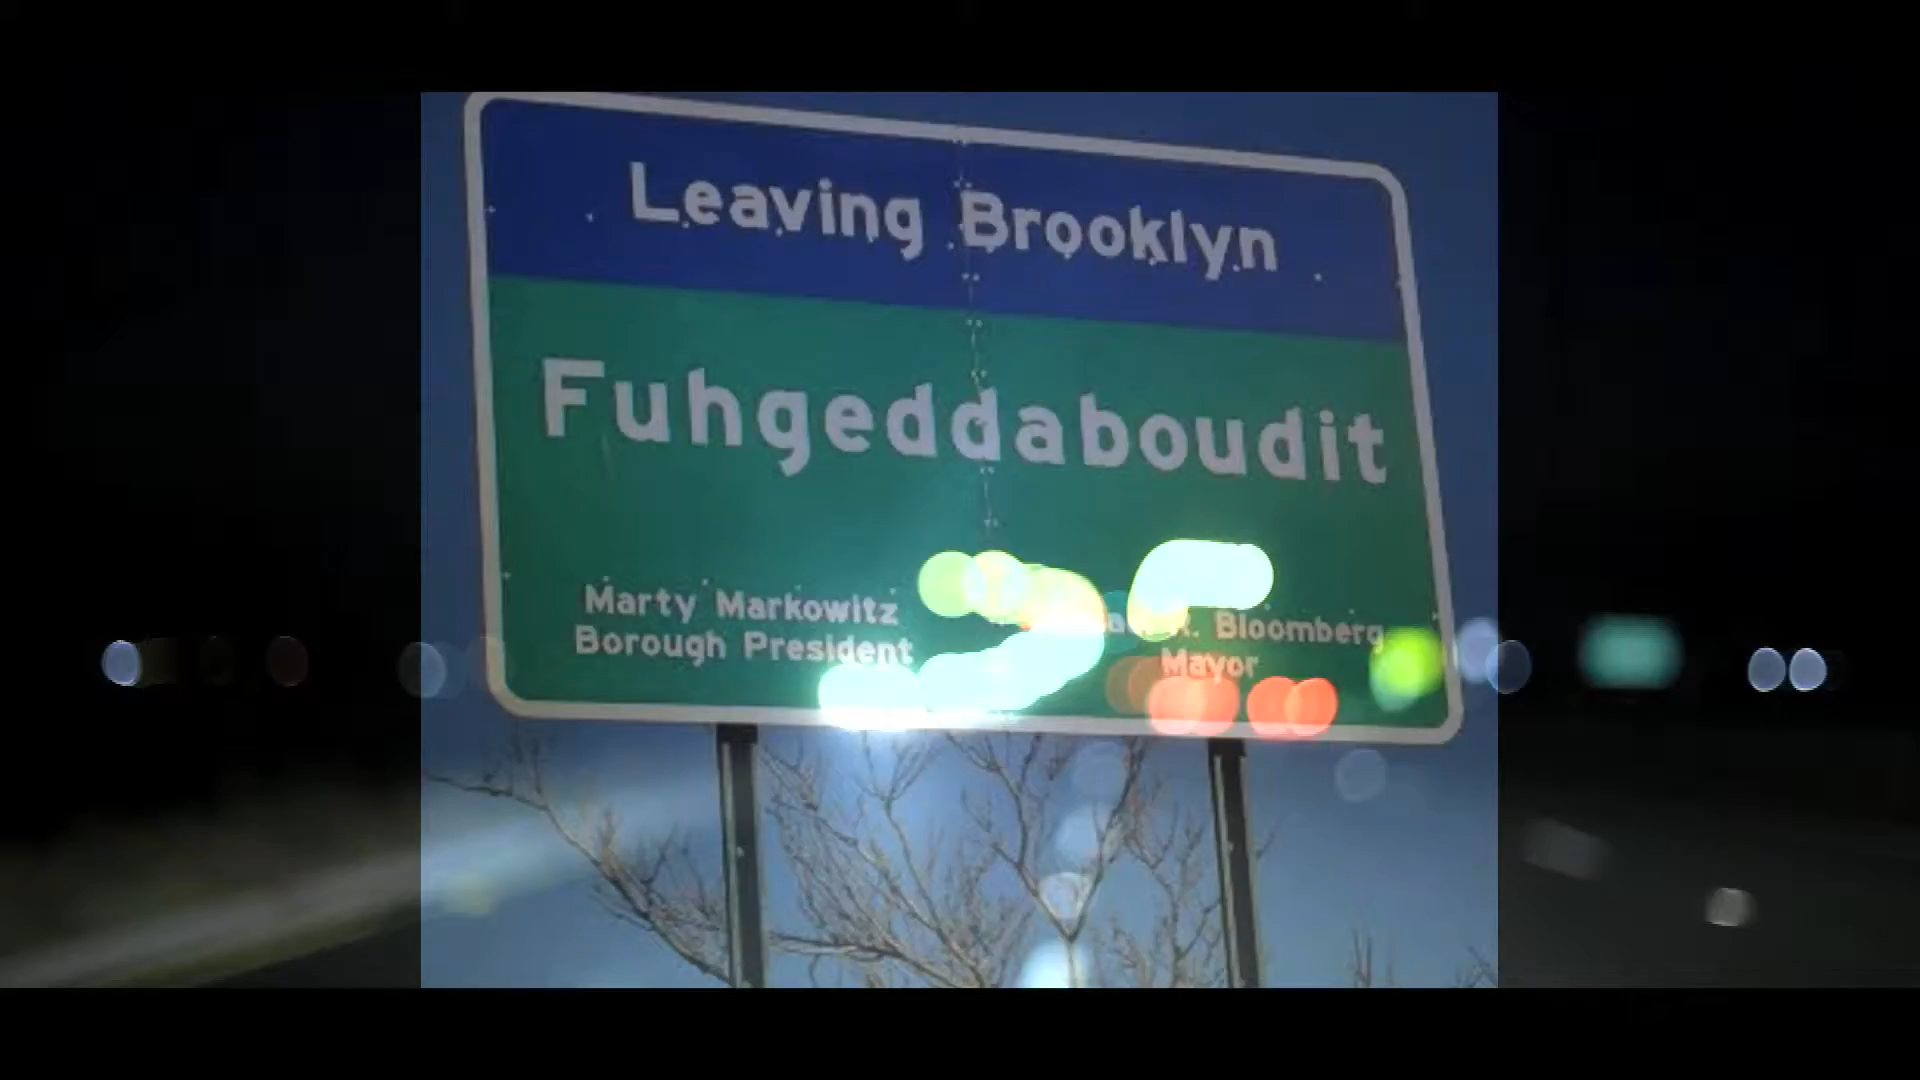 Leaving Brooklyn
Fuhgeddaboudit
Marty Markowitz
Borough President
R. Bloomberg
Mayor